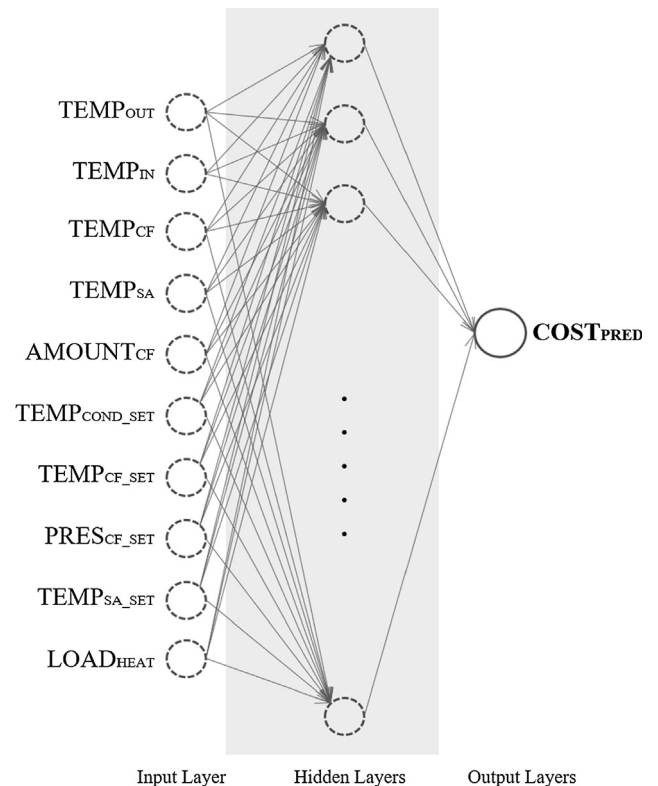 TEMPOUT
TEMPIN
TEMPCF
TEMPSA
AMOUNTCF
TEMPCOND_SET
TEMPCF_SET
PRESCF_SET
TEMPSA_SET
LOADHEAT
COSTPRED
Input Layer Hidden Layers Output Layers